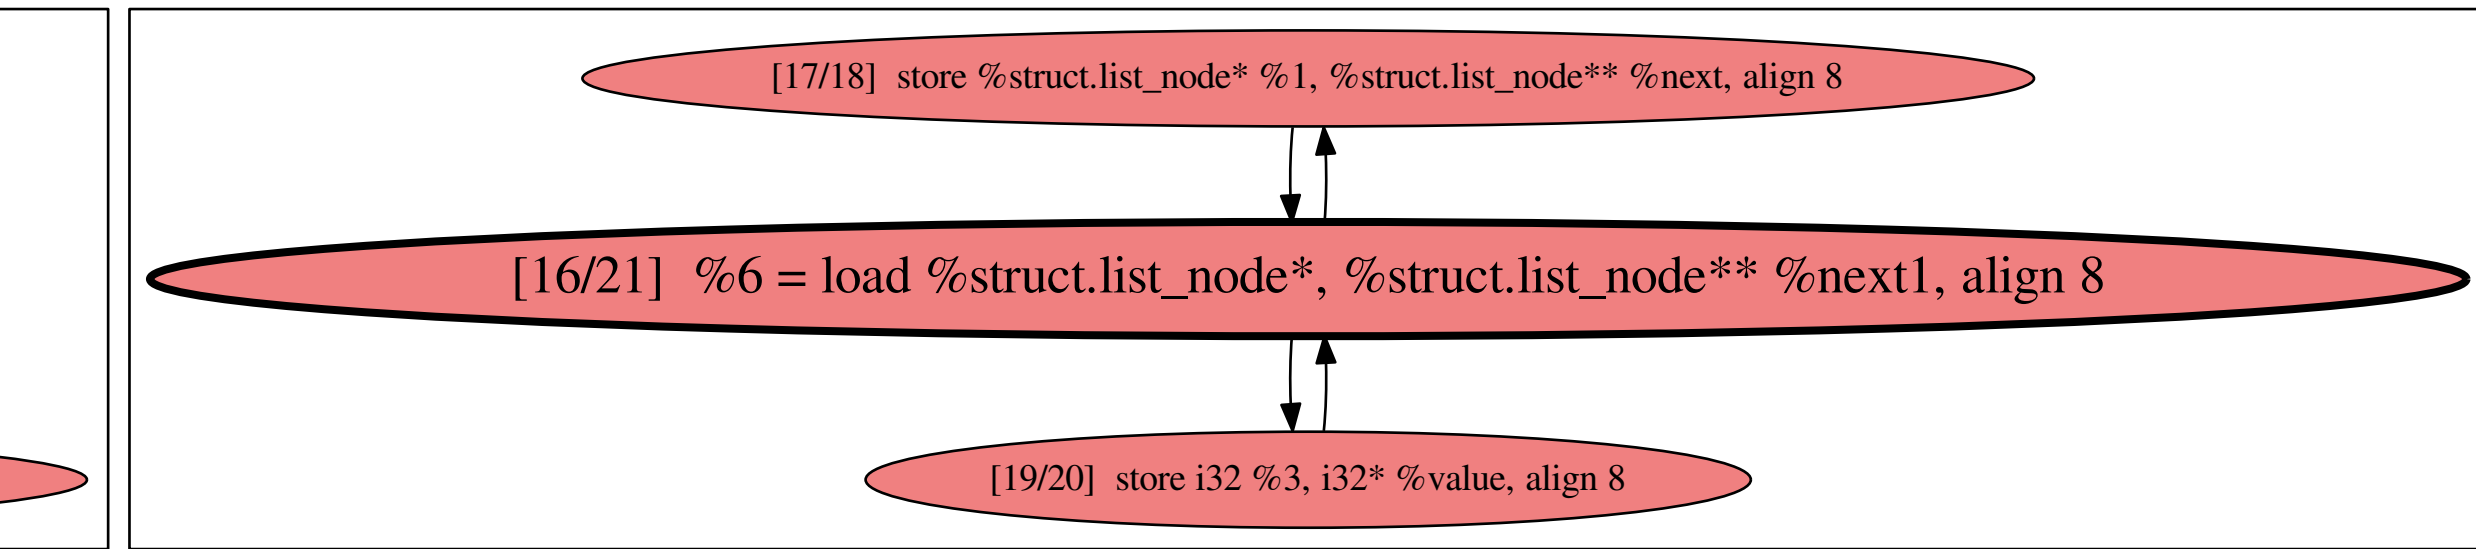 [17/18]  store %struct.list_node* %1, %struct.list_node** %next, align 8
[16/21]  %6 = load %struct.list_node*, %struct.list_node** %next1, align 8
[19/20]  store i32 %3, i32* %value, align 8